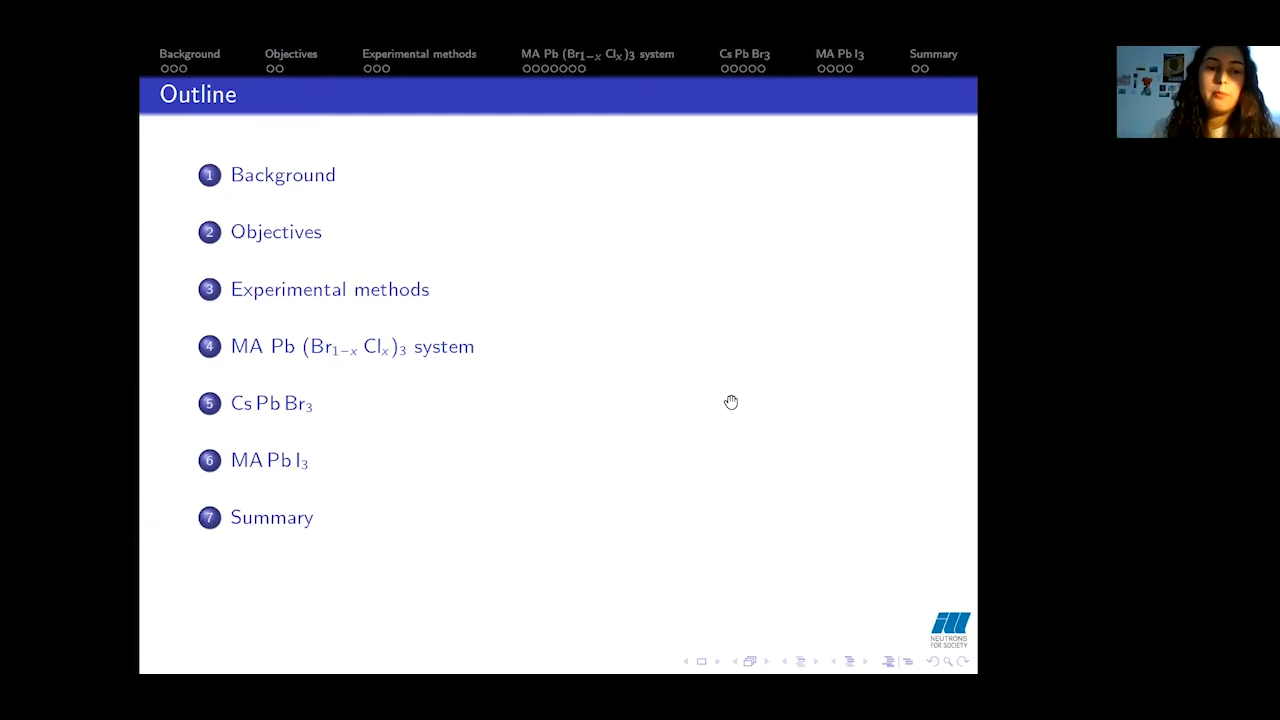 Background Objectives Experimental methods MA Pb (Br₁₋ₓ Clₓ)₃ system Cs Pb Br₃ MA Pb I₃ Summary
Outline
1 Background
2 Objectives
3 Experimental methods
4 MA Pb (Br₁₋ₓ Clₓ)₃ system
5 Cs Pb Br₃
6 MA Pb I₃
7 Summary
ill
NEUTRONS
FOR SOCIETY